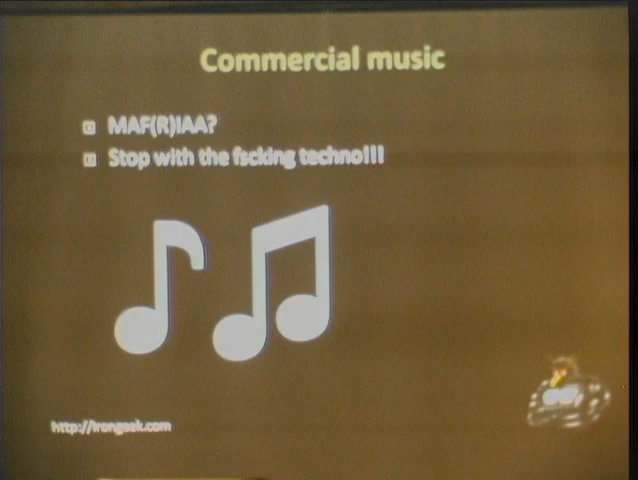 Commercial music
MAF(R)IAA?
Stop with the fscking techno!!!
http://Irongeek.com